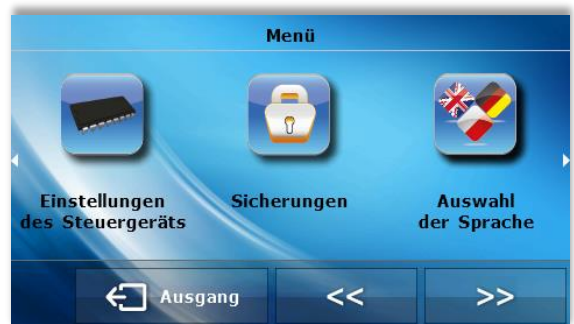 Menü
Einstellungen
des Steuergeräts
Sicherungen
Auswahl
der Sprache
Ausgang
<<
>>